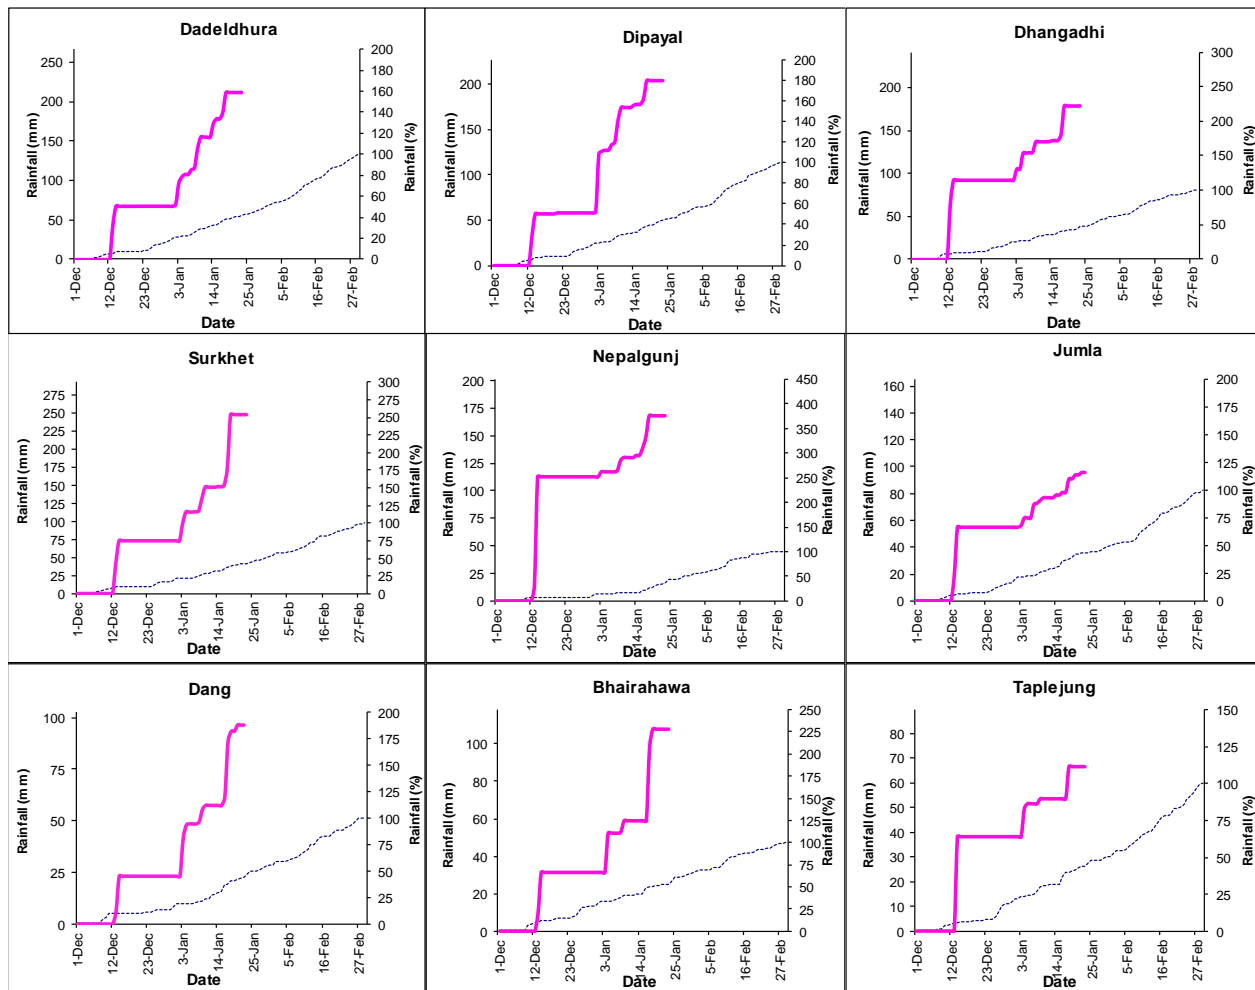 Dadeldhura
Rainfall (mm)
250
200
150
100
50
0
200
180
160
140
120
100
80
60
40
20
0
Rainfall (%)
1-Dec
12-Dec
23-Dec
3-Jan
14-Jan
25-Jan
5-Feb
16-Feb
27-Feb
Date
Dipayal
Rainfall (mm)
200
150
100
50
0
200
180
160
140
120
100
80
60
40
20
0
Rainfall (%)
1-Dec
12-Dec
23-Dec
3-Jan
14-Jan
25-Jan
5-Feb
16-Feb
27-Feb
Date
Dhangadhi
Rainfall (mm)
200
150
100
50
0
300
250
200
150
100
50
0
Rainfall (%)
1-Dec
12-Dec
23-Dec
3-Jan
14-Jan
25-Jan
5-Feb
16-Feb
27-Feb
Date
Surkhet
Rainfall (mm)
275
250
225
200
175
150
125
100
75
50
25
0
300
275
250
225
200
175
150
125
100
75
50
25
0
Rainfall (%)
1-Dec
12-Dec
23-Dec
3-Jan
14-Jan
25-Jan
5-Feb
16-Feb
27-Feb
Date
Nepalgunj
Rainfall (mm)
200
175
150
125
100
75
50
25
0
450
400
350
300
250
200
150
100
50
0
Rainfall (%)
1-Dec
12-Dec
23-Dec
3-Jan
14-Jan
25-Jan
5-Feb
16-Feb
27-Feb
Date
Jumla
Rainfall (mm)
160
140
120
100
80
60
40
20
0
200
175
150
125
100
75
50
25
0
Rainfall (%)
1-Dec
12-Dec
23-Dec
3-Jan
14-Jan
25-Jan
5-Feb
16-Feb
27-Feb
Date
Dang
Rainfall (mm)
100
75
50
25
0
200
175
150
125
100
75
50
25
0
Rainfall (%)
1-Dec
12-Dec
23-Dec
3-Jan
14-Jan
25-Jan
5-Feb
16-Feb
27-Feb
Date
Bhairahawa
Rainfall (mm)
100
80
60
40
20
0
250
225
200
175
150
125
100
75
50
25
0
Rainfall (%)
1-Dec
12-Dec
23-Dec
3-Jan
14-Jan
25-Jan
5-Feb
16-Feb
27-Feb
Date
Taplejung
Rainfall (mm)
80
70
60
50
40
30
20
10
0
150
125
100
75
50
25
0
Rainfall (%)
1-Dec
12-Dec
23-Dec
3-Jan
14-Jan
25-Jan
5-Feb
16-Feb
27-Feb
Date